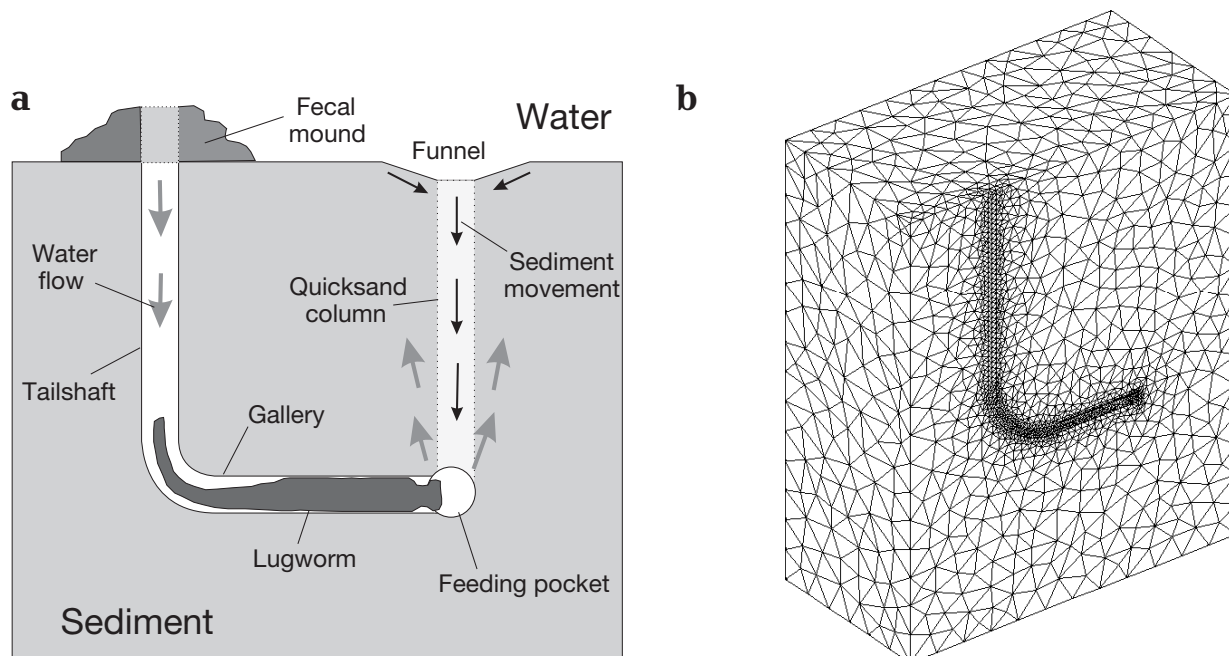 a
b
Fecal
mound
Water
Funnel
Water
flow
Sediment
movement
Quicksand
column
Tailshaft
Gallery
Lugworm
Feeding pocket
Sediment